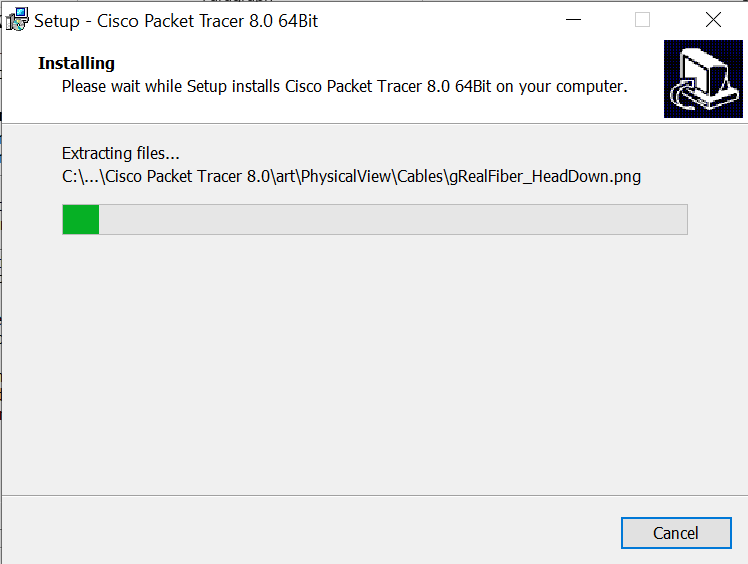 Setup - Cisco Packet Tracer 8.0 64Bit
Installing
Please wait while Setup installs Cisco Packet Tracer 8.0 64Bit on your computer.
Extracting files...
C:\...\Cisco Packet Tracer 8.0\art\PhysicalView\Cables\gRealFiber_HeadDown.png
Cancel